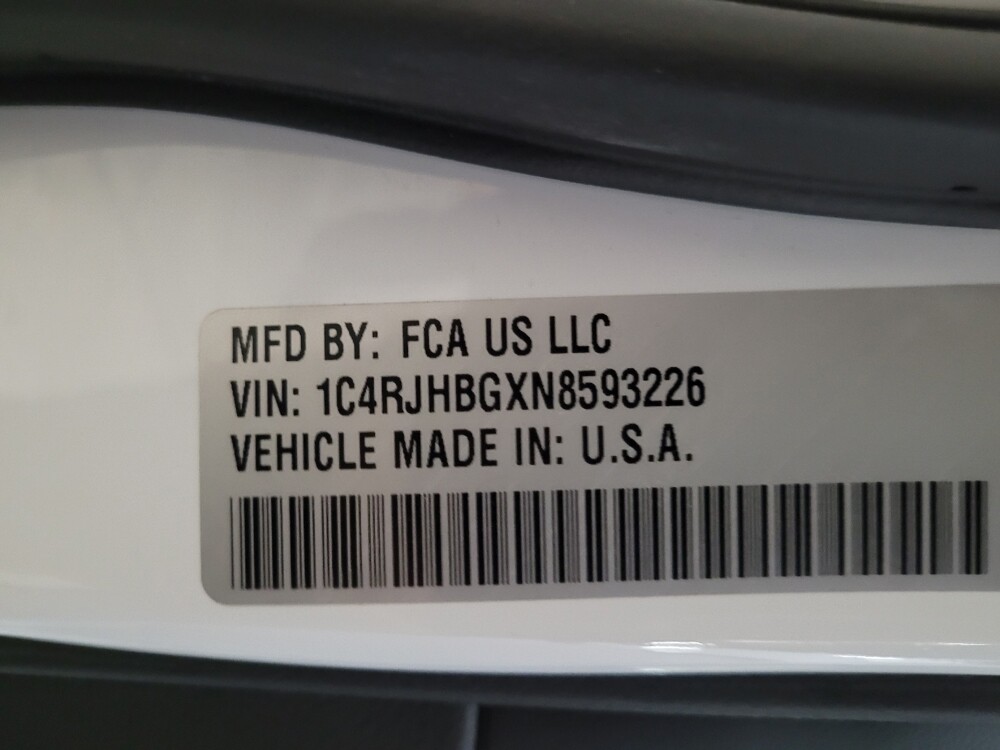 MFD BY: FCA US LLC
VIN: 1C4RJHBGXN8593226
VEHICLE MADE IN: U.S.A.